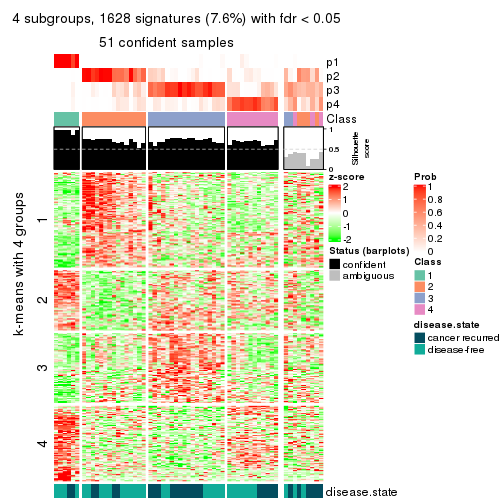 4 subgroups, 1628 signatures (7.6%) with fdr < 0.05
51 confident samples
p1
p2
p3
p4
Class
1
0.5
0
Silhouette
score
k-means with 4 groups
1
2
3
4
z-score
2
1
0
-1
-2
Status (barplots)
confident
ambiguous
Prob
1
0.8
0.6
0.4
0.2
0
Class
1
2
3
4
disease.state
cancer recurred
disease-free
disease.state